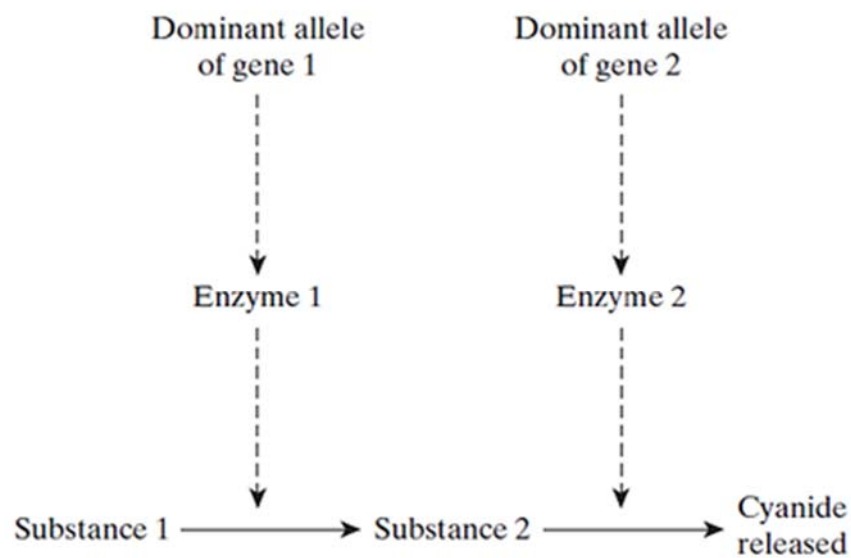 Dominant allele
of gene 1
Dominant allele
of gene 2
Enzyme 1
Enzyme 2
Substance 1
Substance 2
Cyanide
released